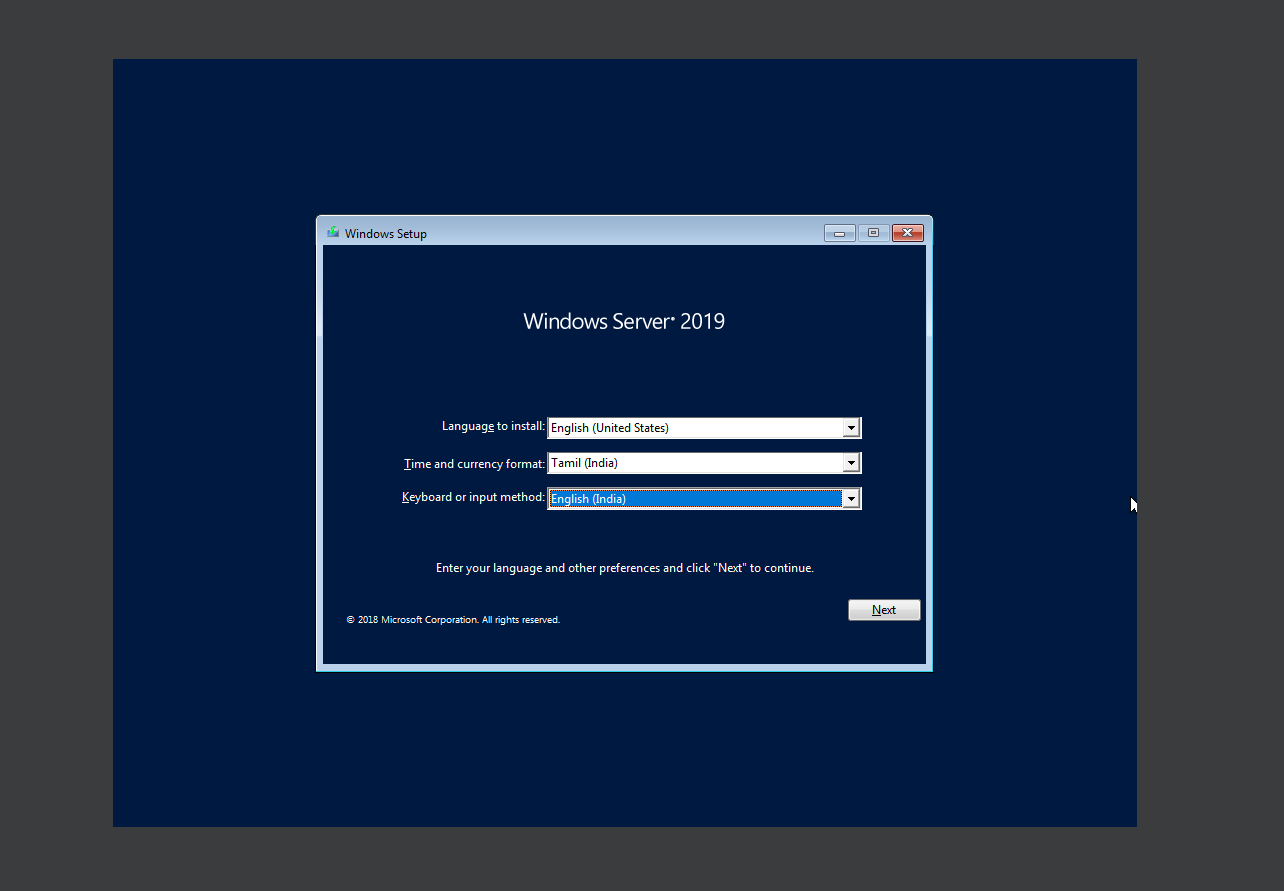 Windows Setup
Windows Server® 2019
Language to install: English (United States)
Time and currency format: Tamil (India)
Keyboard or input method: English (India)
Enter your language and other preferences and click "Next" to continue.
Next
© 2018 Microsoft Corporation. All rights reserved.